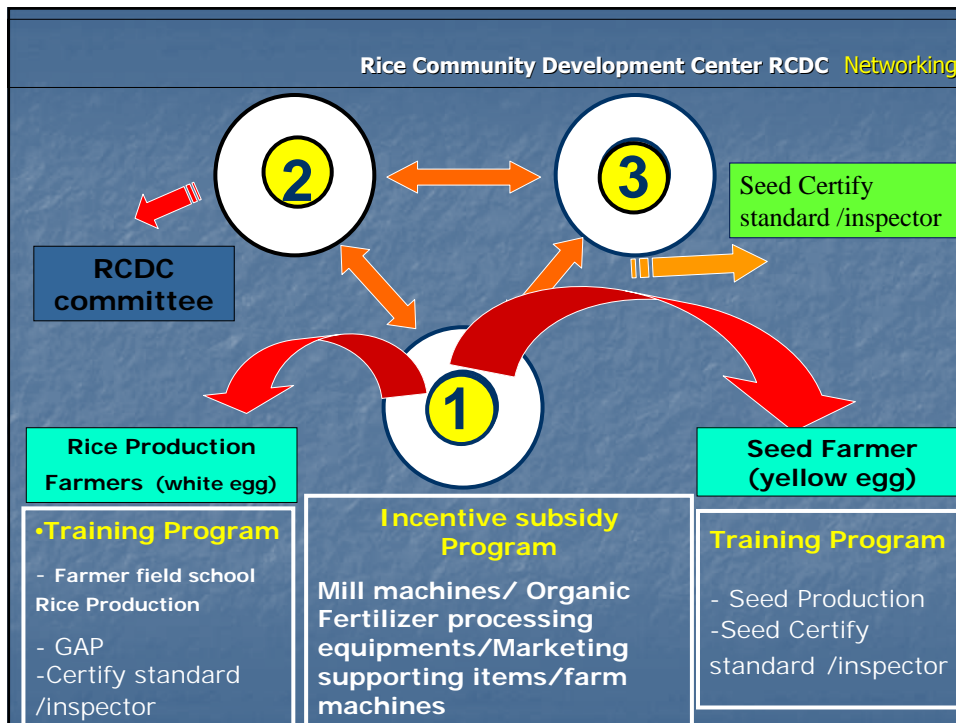 Rice Community Development Center RCDC Networking
2
3
Seed Certify
standard /inspector
RCDC
committee
1
Rice Production
Farmers (white egg)
Seed Farmer
(yellow egg)
•Training Program
- Farmer field school
Rice Production
- GAP
-Certify standard
/inspector
Incentive subsidy
Program
Mill machines/ Organic
Fertilizer processing
equipments/Marketing
supporting items/farm
machines
Training Program
- Seed Production
-Seed Certify
standard /inspector